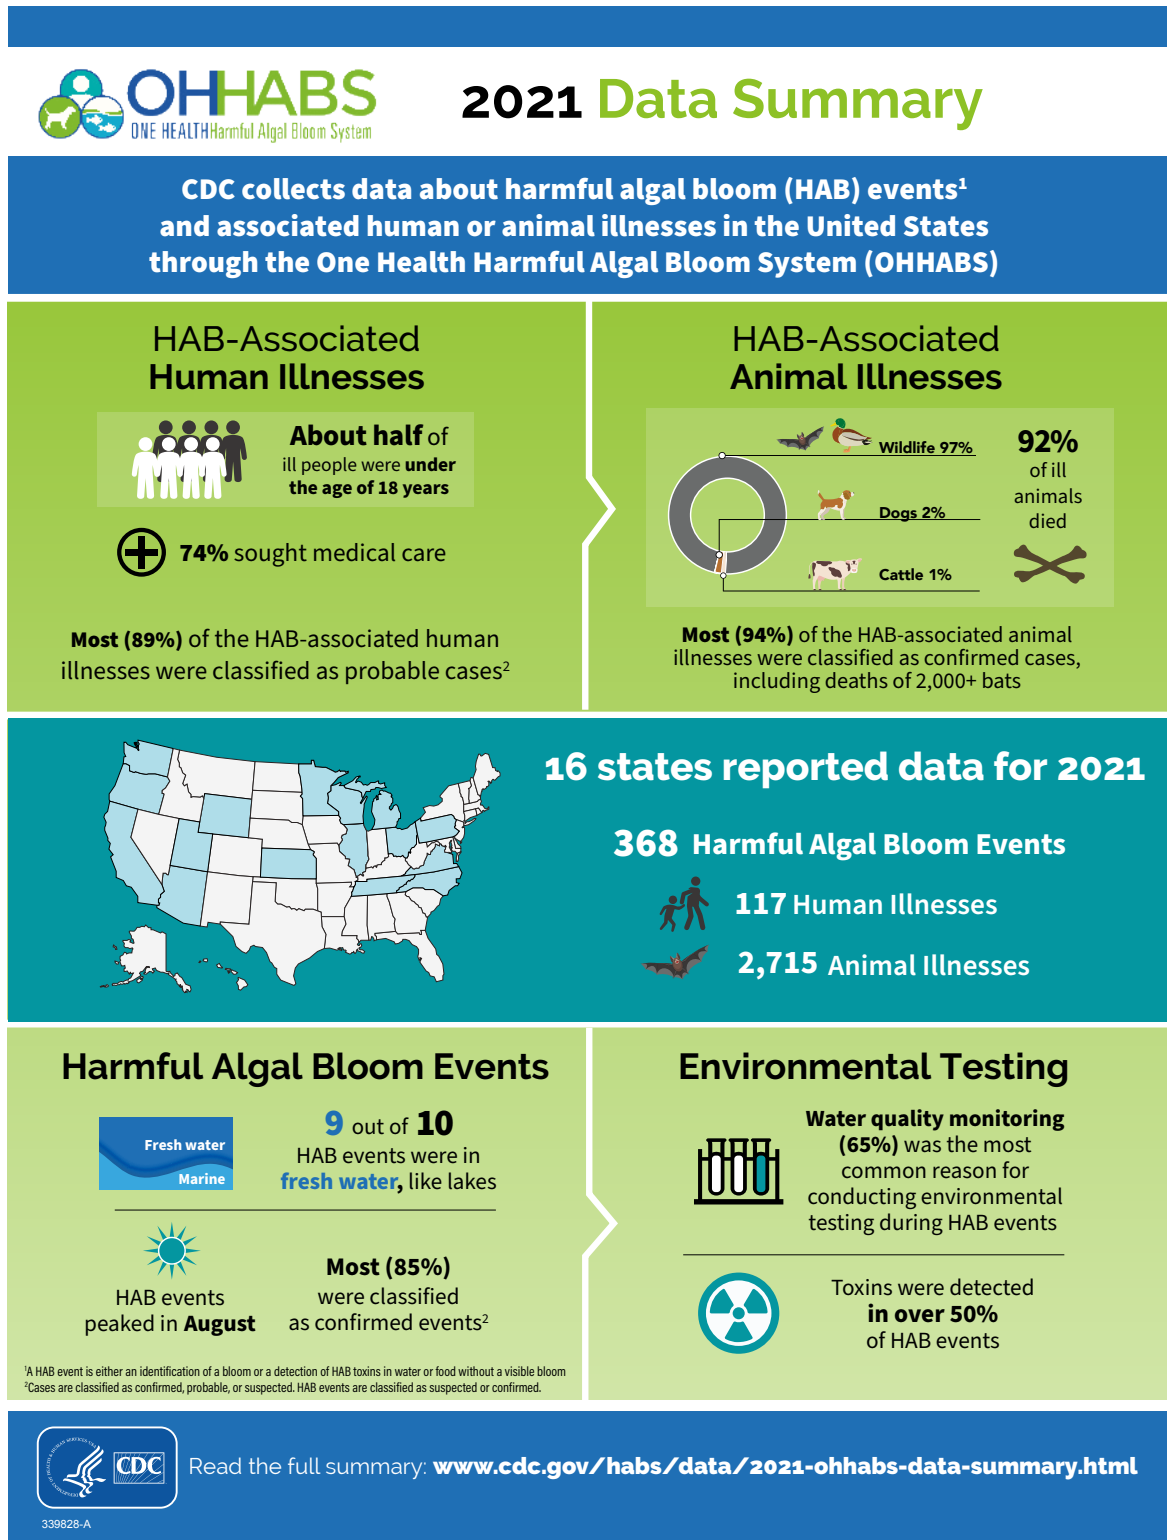 OHHABS
ONE HEALTH Harmful Algal Bloom System
2021 Data Summary
CDC collects data about harmful algal bloom (HAB) events¹
and associated human or animal illnesses in the United States
through the One Health Harmful Algal Bloom System (OHHABS)
HAB-Associated
Human Illnesses
About half of
ill people were under
the age of 18 years
74% sought medical care
Most (89%) of the HAB-associated human
illnesses were classified as probable cases²
HAB-Associated
Animal Illnesses
Wildlife 97%
Dogs 2%
Cattle 1%
92%
of ill
animals
died
Most (94%) of the HAB-associated animal
illnesses were classified as confirmed cases,
including deaths of 2,000+ bats
16 states reported data for 2021
368 Harmful Algal Bloom Events
117 Human Illnesses
2,715 Animal Illnesses
Harmful Algal Bloom Events
Fresh water
Marine
9 out of 10
HAB events were in
fresh water, like lakes
HAB events
peaked in August
Most (85%)
were classified
as confirmed events²
¹A HAB event is either an identification of a bloom or a detection of HAB toxins in water or food without a visible bloom
²Cases are classified as confirmed, probable, or suspected. HAB events are classified as suspected or confirmed.
Environmental Testing
Water quality monitoring
(65%) was the most
common reason for
conducting environmental
testing during HAB events
Toxins were detected
in over 50%
of HAB events
CDC
Read the full summary: www.cdc.gov/habs/data/2021-ohhabs-data-summary.html
339828-A